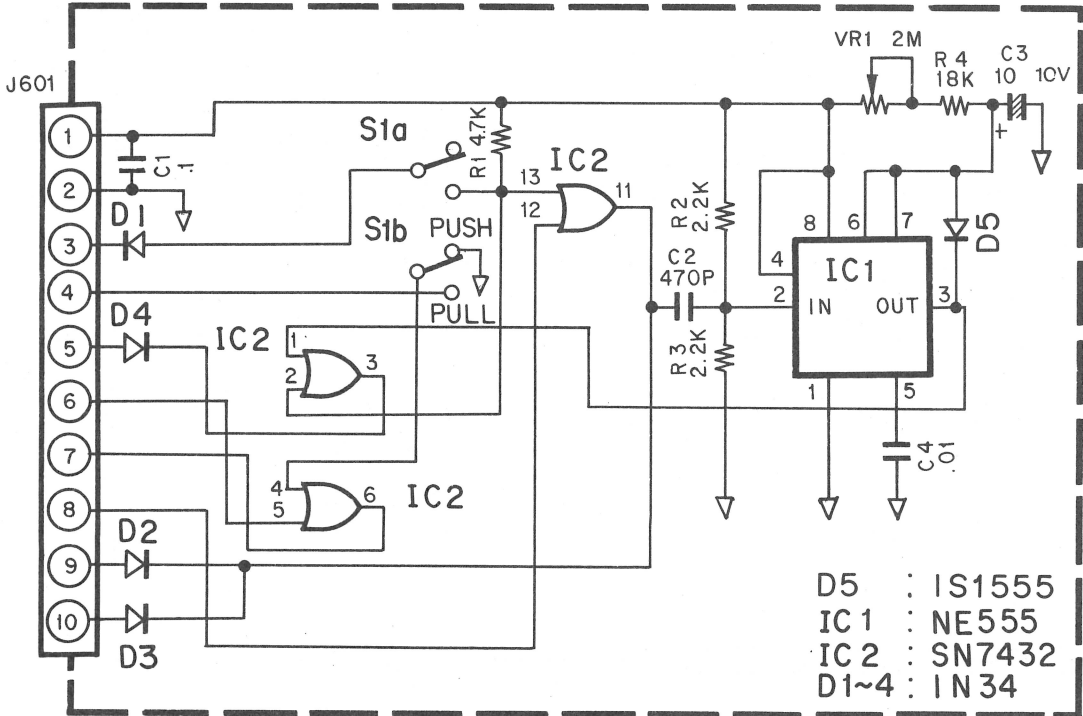 J601
VR1 2M
R4
18K
C3
10 10V
+
1
C1
.1
S1a
R1 4.7K
IC2
13
12
11
2
D1
3
S1b
PUSH
R2
2.2K
8
6
7
D5
4
C2
470P
4
IC1
PULL
2
IN
OUT
3
D4
5
IC2
1
2
3
R3
2.2K
1
5
6
7
4
5
6
IC2
C4
.01
8
D2
9
10
D3
D5 : IS1555
IC1 : NE555
IC2 : SN7432
D1~4 : IN34